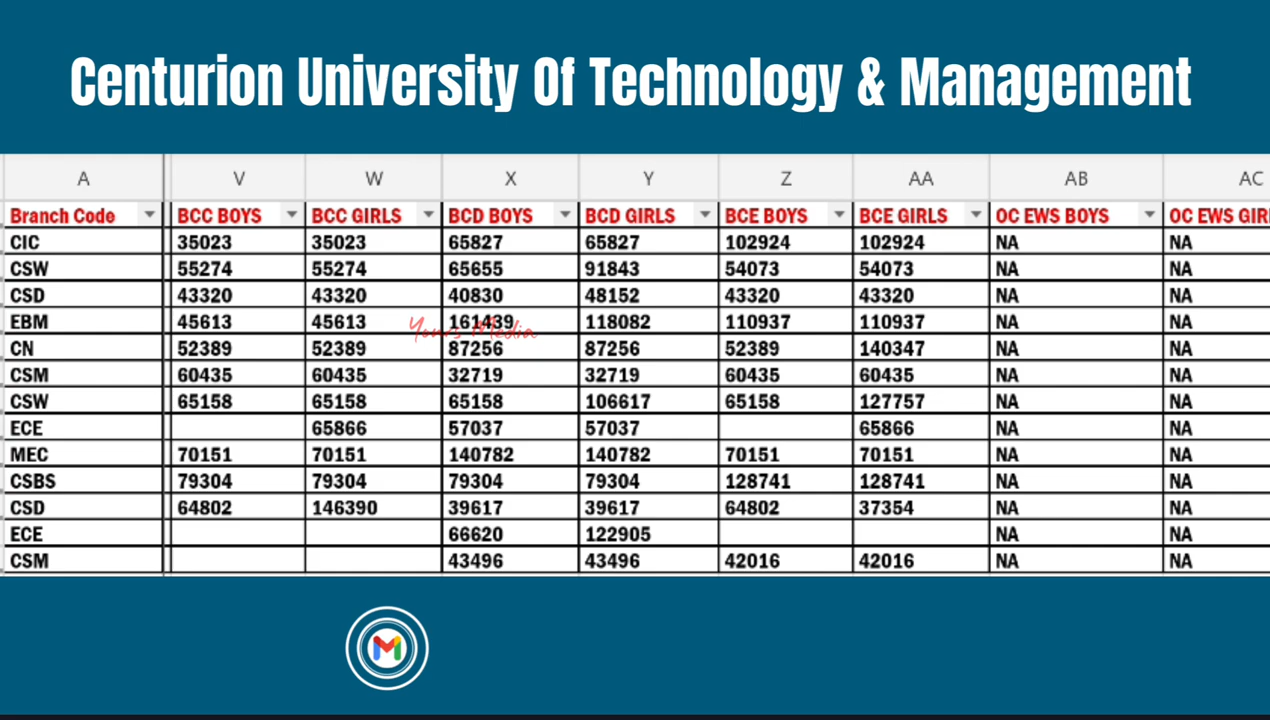 Centurion University Of Technology & Management
A V W X Y Z AA AB AC
Branch Code BCC BOYS BCC GIRLS BCD BOYS BCD GIRLS BCE BOYS BCE GIRLS OC EWS BOYS OC EWS GIRL
CIC 35023 35023 65827 65827 102924 102924 NA NA
CSW 55274 55274 65655 91843 54073 54073 NA NA
CSD 43320 43320 40830 48152 43320 43320 NA NA
EBM 45613 45613 161439 118082 110937 110937 NA NA
CN 52389 52389 87256 87256 52389 140347 NA NA
CSM 60435 60435 32719 32719 60435 60435 NA NA
CSW 65158 65158 65158 106617 65158 127757 NA NA
ECE 65866 57037 57037 65866 NA NA
MEC 70151 70151 140782 140782 70151 70151 NA NA
CSBS 79304 79304 79304 79304 128741 128741 NA NA
CSD 64802 146390 39617 39617 64802 37354 NA NA
ECE 66620 122905 NA NA
CSM 43496 43496 42016 42016 NA NA
Media